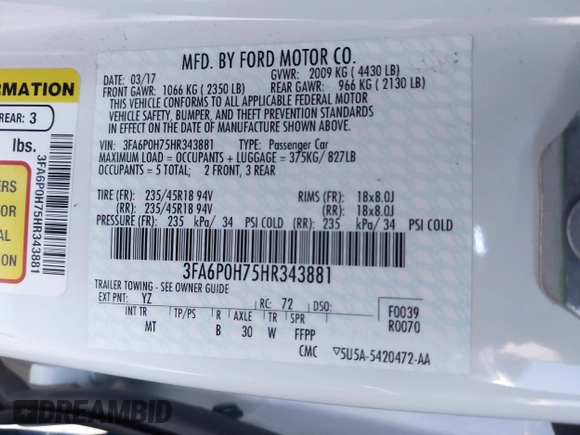 MFD. BY FORD MOTOR CO.
DATE: 03/17 GVWR: 2009 KG ( 4430 LB)
FRONT GAWR: 1066 KG ( 2350 LB) REAR GAWR: 966 KG ( 2130 LB)
THIS VEHICLE CONFORMS TO ALL APPLICABLE FEDERAL MOTOR
VEHICLE SAFETY, BUMPER, AND THEFT PREVENTION STANDARDS
IN EFFECT ON THE DATE OF MANUFACTURE SHOWN ABOVE.
VIN: 3FA6P0H75HR343881 TYPE: Passenger Car
MAXIMUM LOAD = OCCUPANTS + LUGGAGE = 375KG/ 827LB
OCCUPANTS = 5 TOTAL; 2 FRONT, 3 REAR
TIRE (FR): 235/45R18 94V RIMS (FR): 18x8.0J
(RR): 235/45R18 94V (RR): 18x8.0J
PRESSURE (FR): 235 kPa/ 34 PSI COLD (RR): 235 kPa/ 34 PSI COLD
3FA6P0H75HR343881
TRAILER TOWING - SEE OWNER GUIDE
EXT PNT: YZ RC: 72 DSO: F0039
R0070
INT TR TP/PS R AXLE TR SPR
MT B 30 W FFPP
CMC 5U5A-5420472-AA
RMATION
REAR: 3
lbs.
3FA6P0H75HR343881
ERS
TOR
AL
ON
DREAMBID